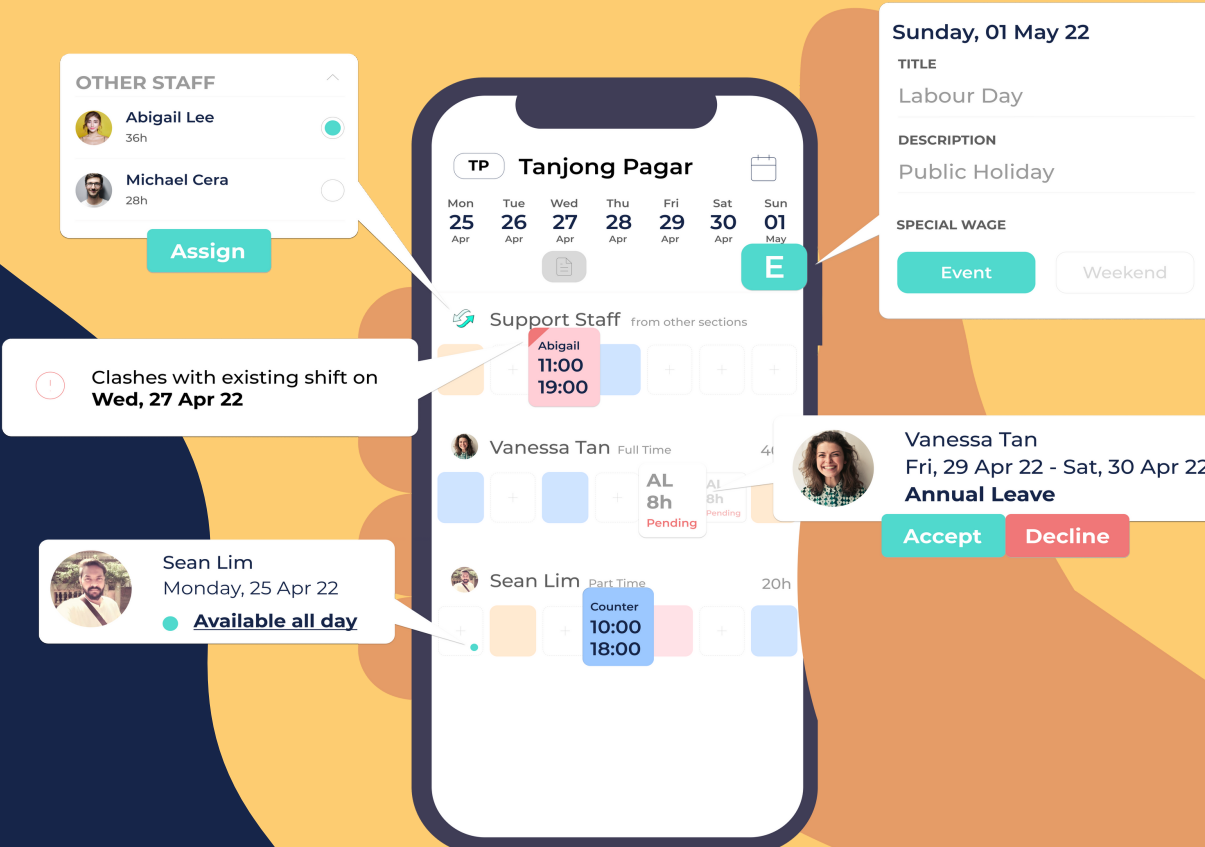 OTHER STAFF
Abigail Lee
36h
Michael Cera
28h
Assign
Sunday, 01 May 22
TITLE
Labour Day
DESCRIPTION
Public Holiday
SPECIAL WAGE
Event
Weekend
TP
Tanjong Pagar
Mon Tue Wed Thu Fri Sat Sun
25 26 27 28 29 30 01
Apr Apr Apr Apr Apr Apr May
E
Support Staff from other sections
Abigail
11:00
19:00
Clashes with existing shift on
Wed, 27 Apr 22
Vanessa Tan Full Time
AL
8h
Pending
8h
Pending
Vanessa Tan
Fri, 29 Apr 22 - Sat, 30 Apr 22
Annual Leave
Accept
Decline
Sean Lim
Monday, 25 Apr 22
Available all day
Sean Lim Part Time 20h
Counter
10:00
18:00